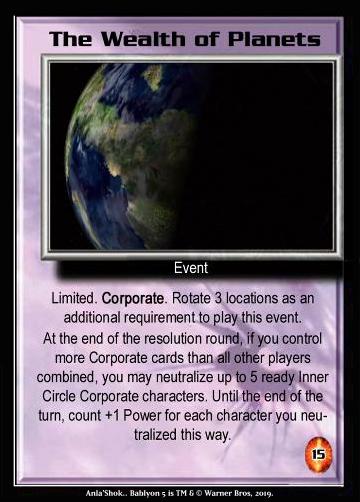 The Wealth of Planets
Event
Limited. Corporate. Rotate 3 locations as an
additional requirement to play this event.
At the end of the resolution round, if you control
more Corporate cards than all other players
combined, you may neutralize up to 5 ready Inner
Circle Corporate characters. Until the end of the
turn, count +1 Power for each character you neu-
tralized this way.
15
Anla'Shok.. Bablyon 5 is TM & © Warner Bros, 2019.